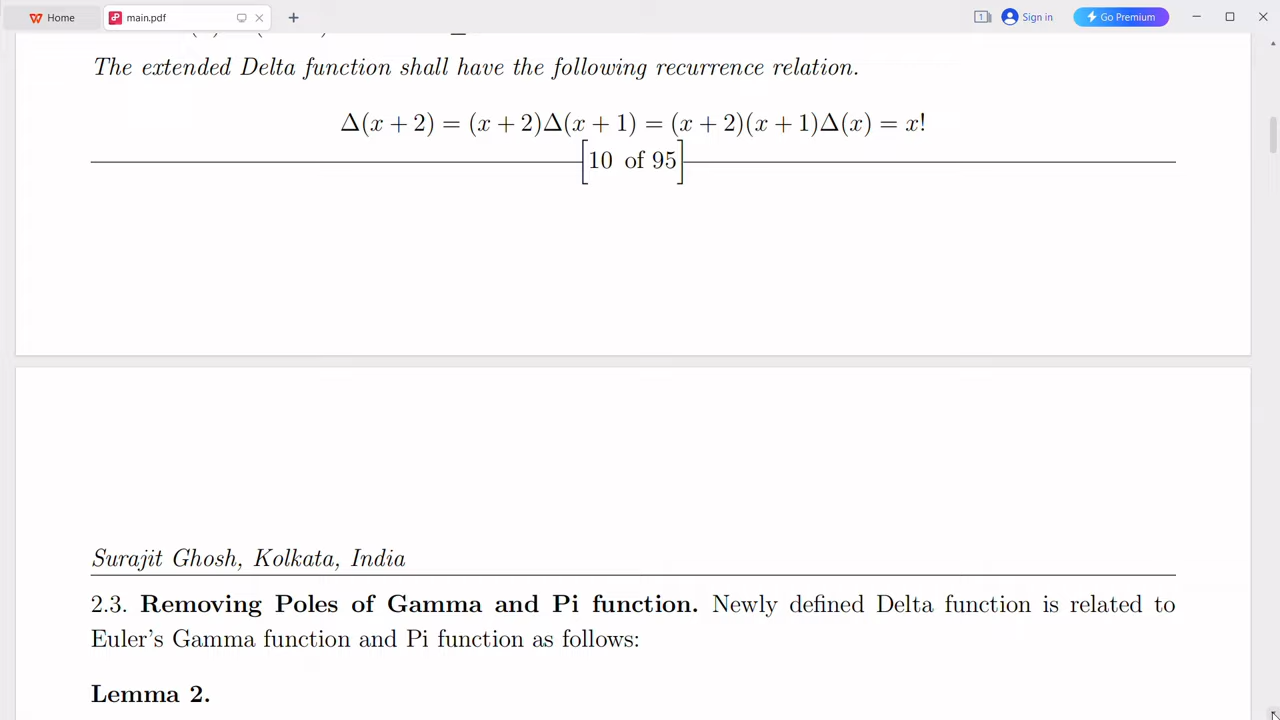 Home
main.pdf
1
Sign in
Go Premium
The extended Delta function shall have the following recurrence relation.
Δ(x + 2) = (x + 2)Δ(x + 1) = (x + 2)(x + 1)Δ(x) = x!
[10 of 95]
Surajit Ghosh, Kolkata, India
2.3. Removing Poles of Gamma and Pi function. Newly defined Delta function is related to
Euler's Gamma function and Pi function as follows:
Lemma 2.